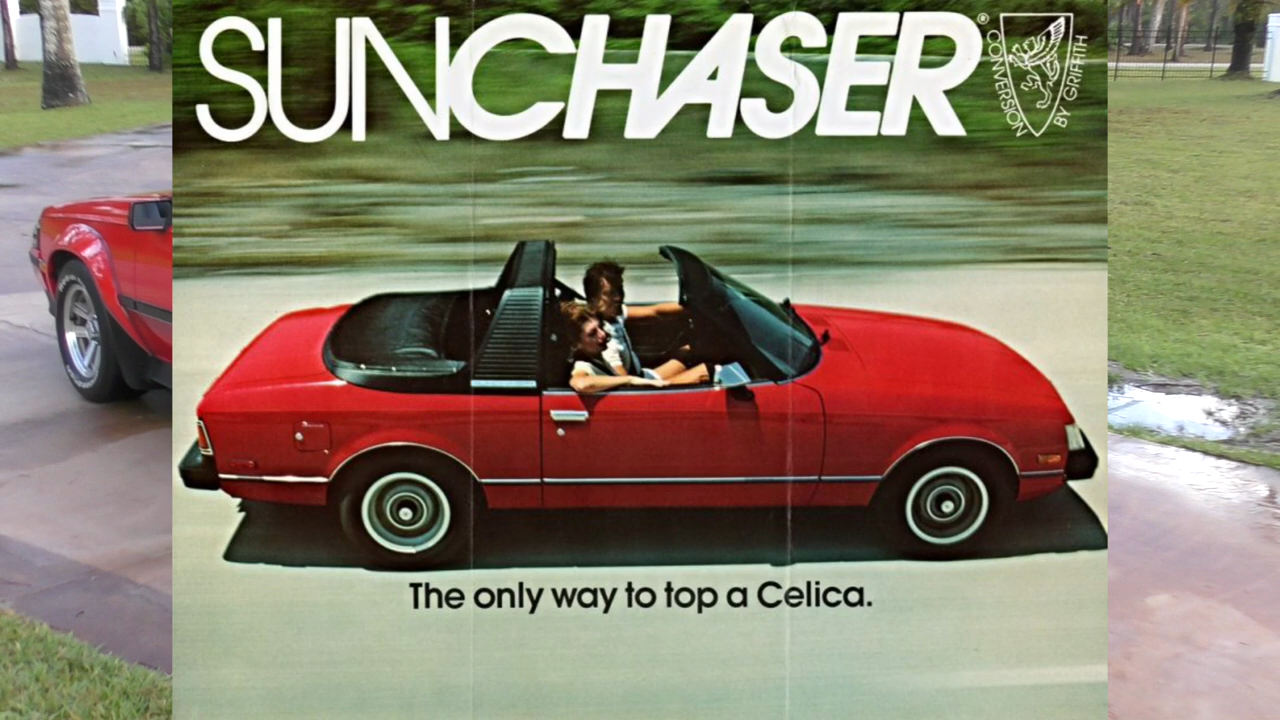 SUNCHASER®
CONVERSION
BY GRIFFITH
The only way to top a Celica.